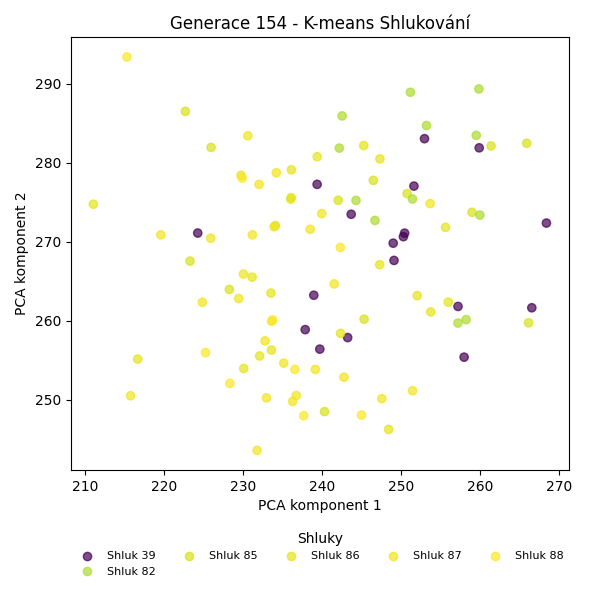 Generace 154 - K-means Shlukování
PCA komponent 2
290
280
270
260
250
210 220 230 240 250 260 270
PCA komponent 1
Shluky
Shluk 39 Shluk 85 Shluk 86 Shluk 87 Shluk 88
Shluk 82